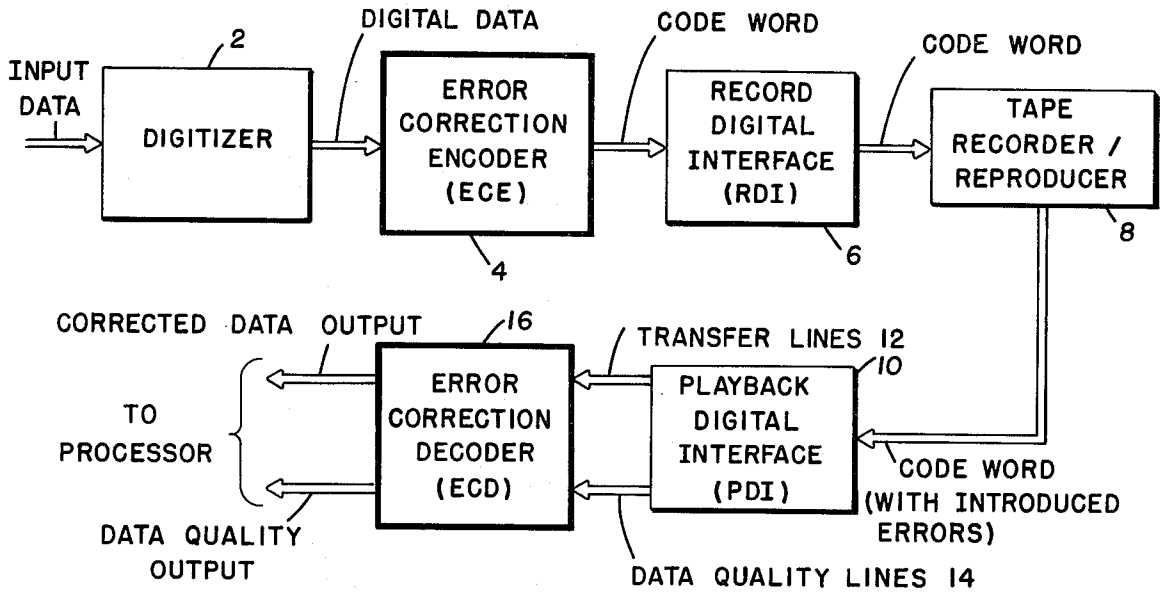 INPUT
DATA
2
DIGITIZER
DIGITAL DATA
ERROR
CORRECTION
ENCODER
(ECE)
4
CODE WORD
RECORD
DIGITAL
INTERFACE
(RDI)
6
CODE WORD
TAPE
RECORDER /
REPRODUCER
8
CODE WORD
(WITH INTRODUCED
ERRORS)
10
PLAYBACK
DIGITAL
INTERFACE
(PDI)
TRANSFER LINES 12
DATA QUALITY LINES 14
16
ERROR
CORRECTION
DECODER
(ECD)
CORRECTED DATA OUTPUT
TO
PROCESSOR
DATA QUALITY
OUTPUT